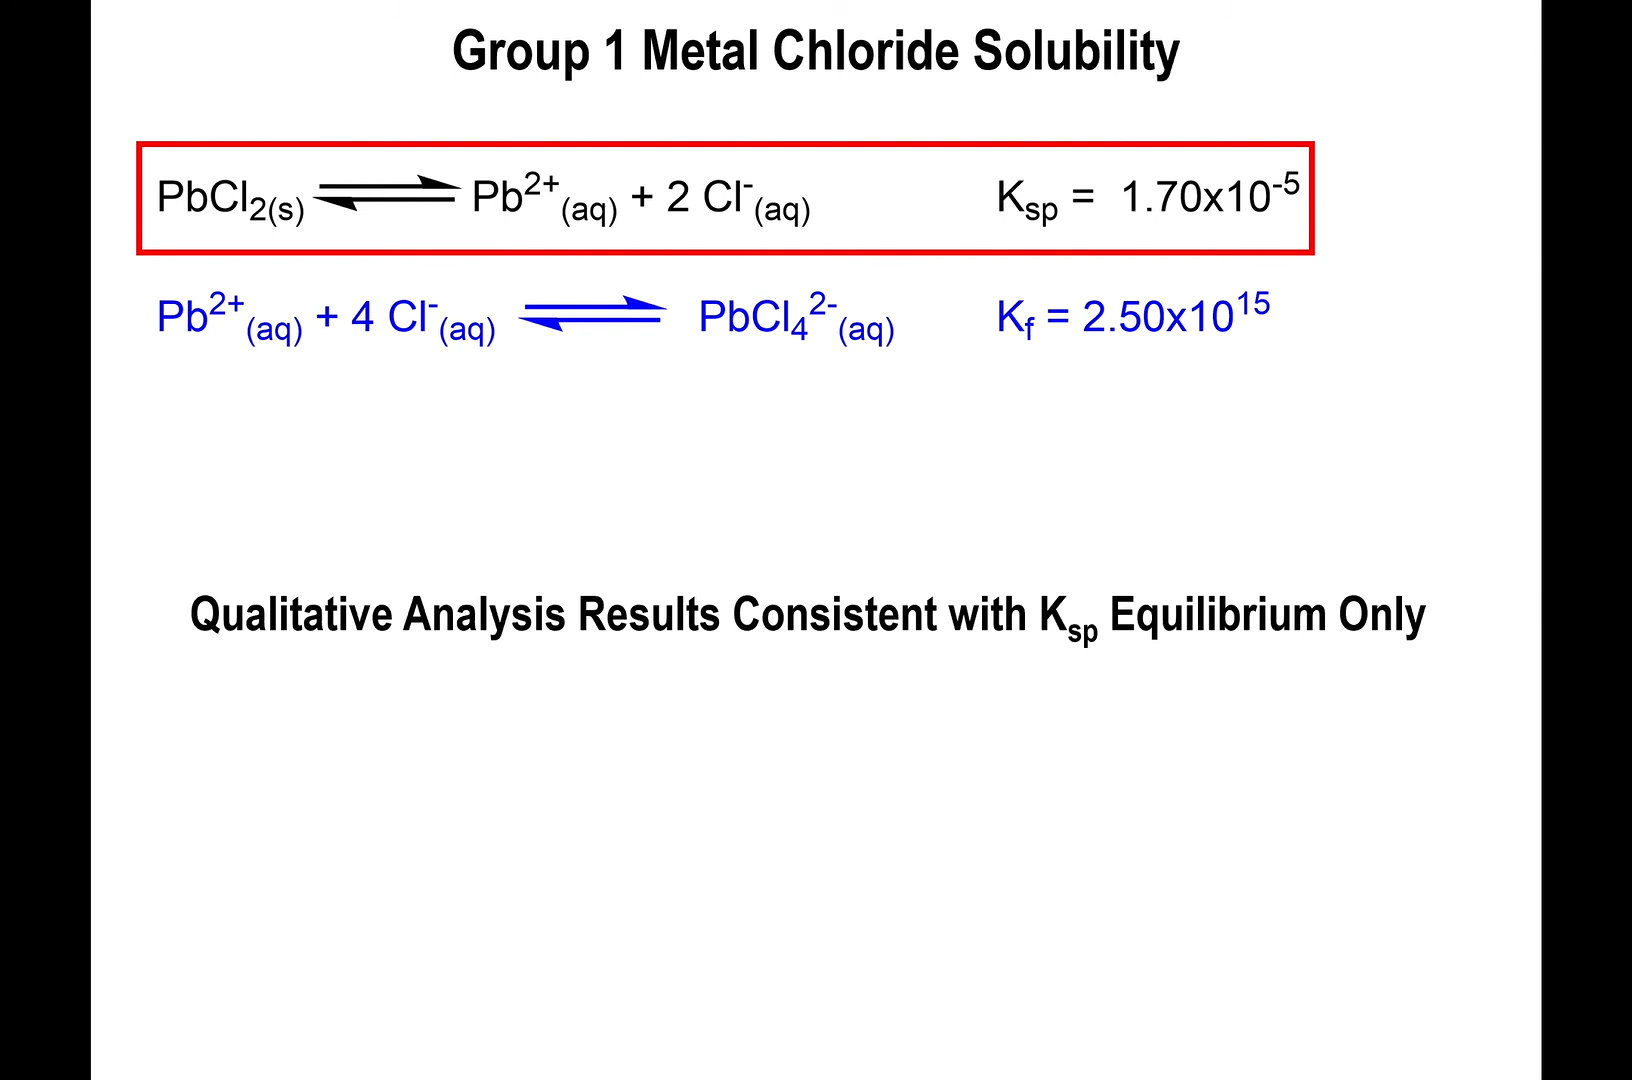 Group 1 Metal Chloride Solubility
PbCl₂₍ₛ₎ ⇌ Pb²⁺₍aq₎ + 2 Cl⁻₍aq₎ Kₛₚ = 1.70x10⁻⁵
Pb²⁺₍aq₎ + 4 Cl⁻₍aq₎ ⇌ PbCl₄²⁻₍aq₎ K_f = 2.50x10¹⁵
Qualitative Analysis Results Consistent with Kₛₚ Equilibrium Only